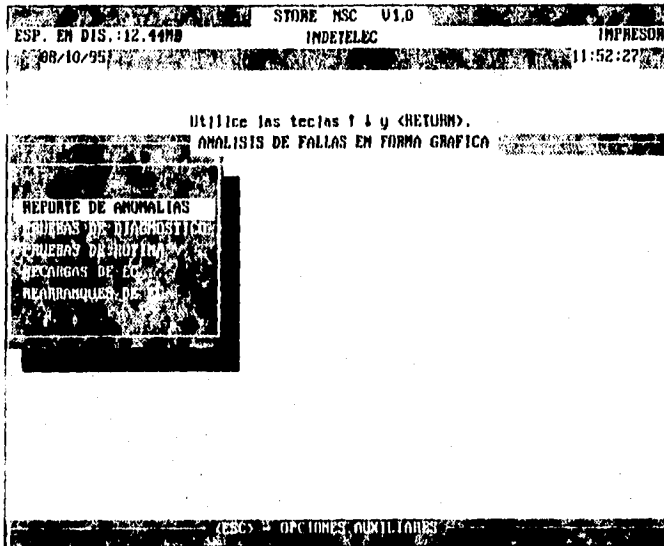 STORE NSC V1.0
ESP. EN DIS.:12.44MB INDETELEC IMPRESOR
08/10/95 11:52:27
Utilice las teclas ↑ ↓ y <RETURN>.
ANALISIS DE FALLAS EN FORMA GRAFICA
REPORTE DE ANOMALIAS
PRUEBAS DE DIAGNOSTICO
PRUEBAS DE RUTINA
RECARGAS DE
REARRANQUES DE
<ESC> = OPCIONES AUXILIARES